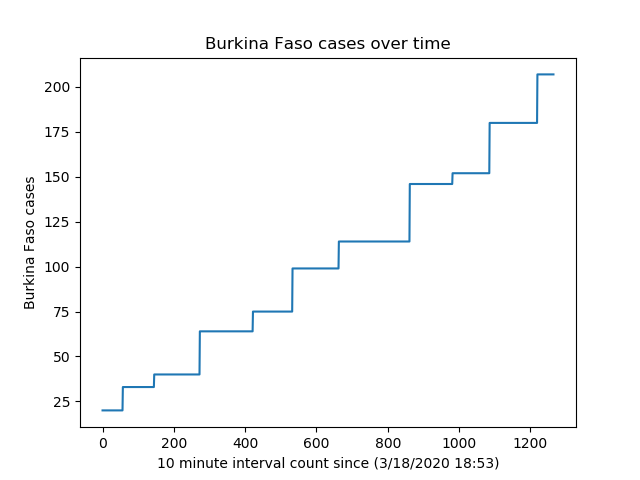 Burkina Faso cases over time
200
175
150
125
100
75
50
25
Burkina Faso cases
0 200 400 600 800 1000 1200
10 minute interval count since (3/18/2020 18:53)